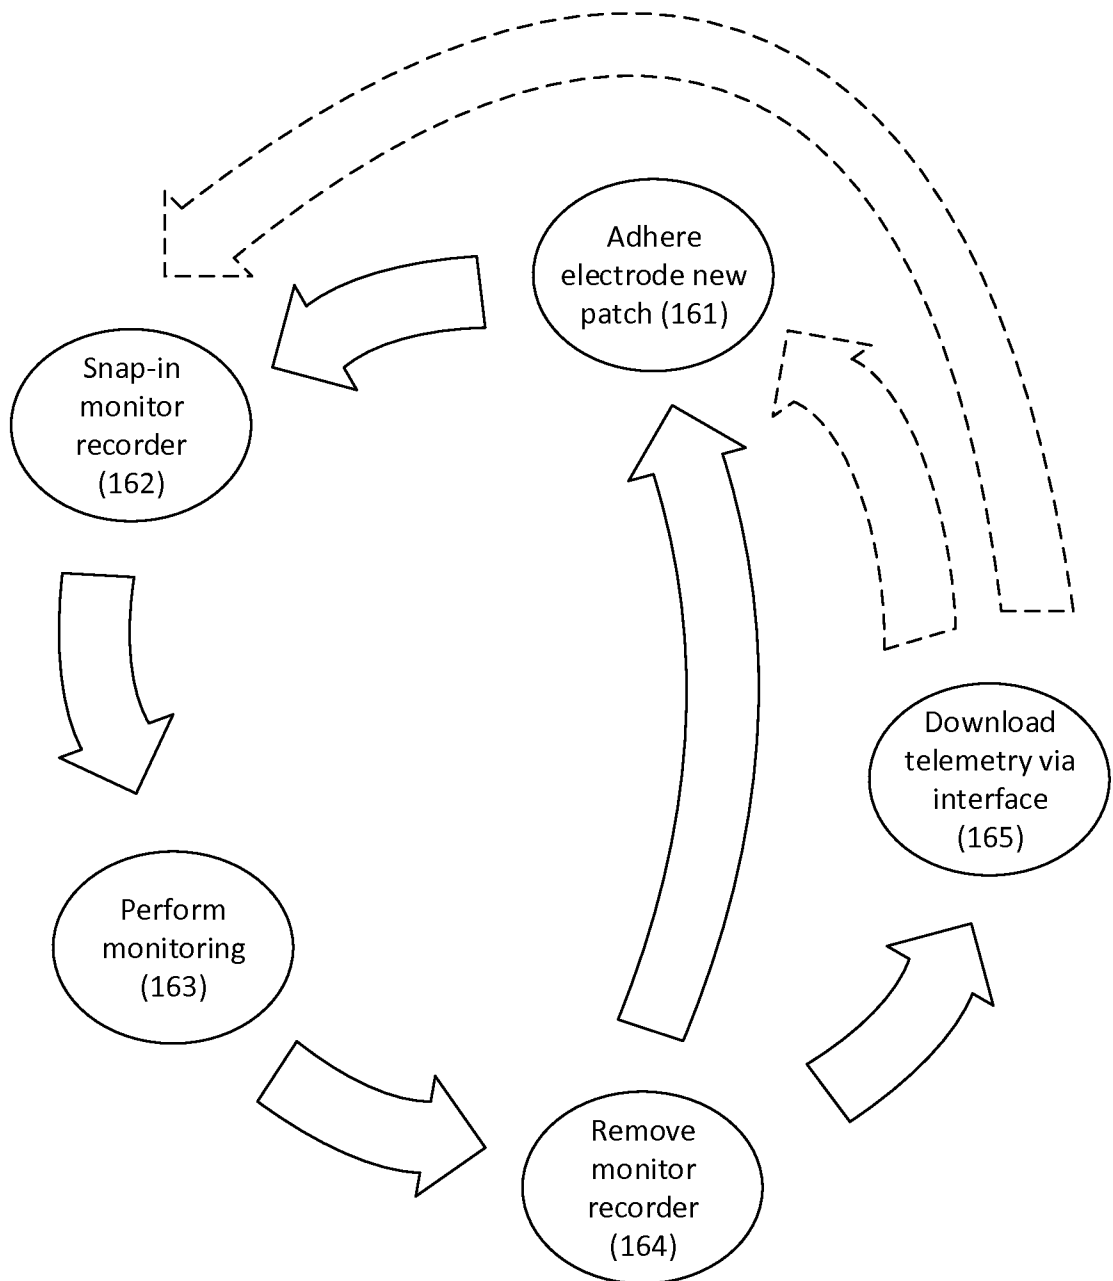 Adhere
electrode new
patch (161)
Snap-in
monitor
recorder
(162)
Download
telemetry via
interface
(165)
Perform
monitoring
(163)
Remove
monitor
recorder
(164)